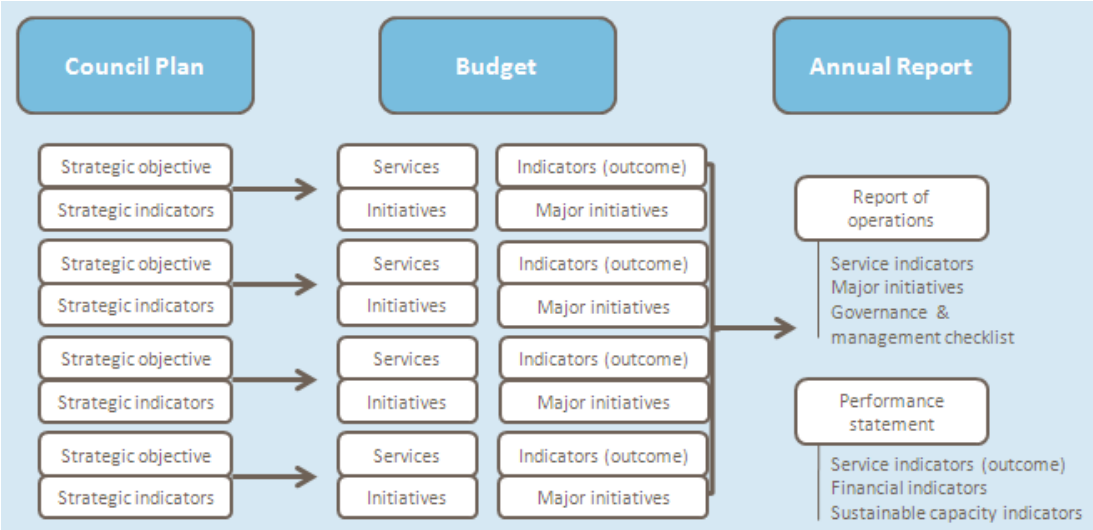 Council Plan
Budget
Annual Report
Strategic objective
Strategic indicators
Strategic objective
Strategic indicators
Strategic objective
Strategic indicators
Strategic objective
Strategic indicators
Services
Indicators (outcome)
Initiatives
Major initiatives
Services
Indicators (outcome)
Initiatives
Major initiatives
Services
Indicators (outcome)
Initiatives
Major initiatives
Services
Indicators (outcome)
Initiatives
Major initiatives
Report of
operations
Service indicators
Major initiatives
Governance &
management checklist
Performance
statement
Service indicators (outcome)
Financial indicators
Sustainable capacity indicators